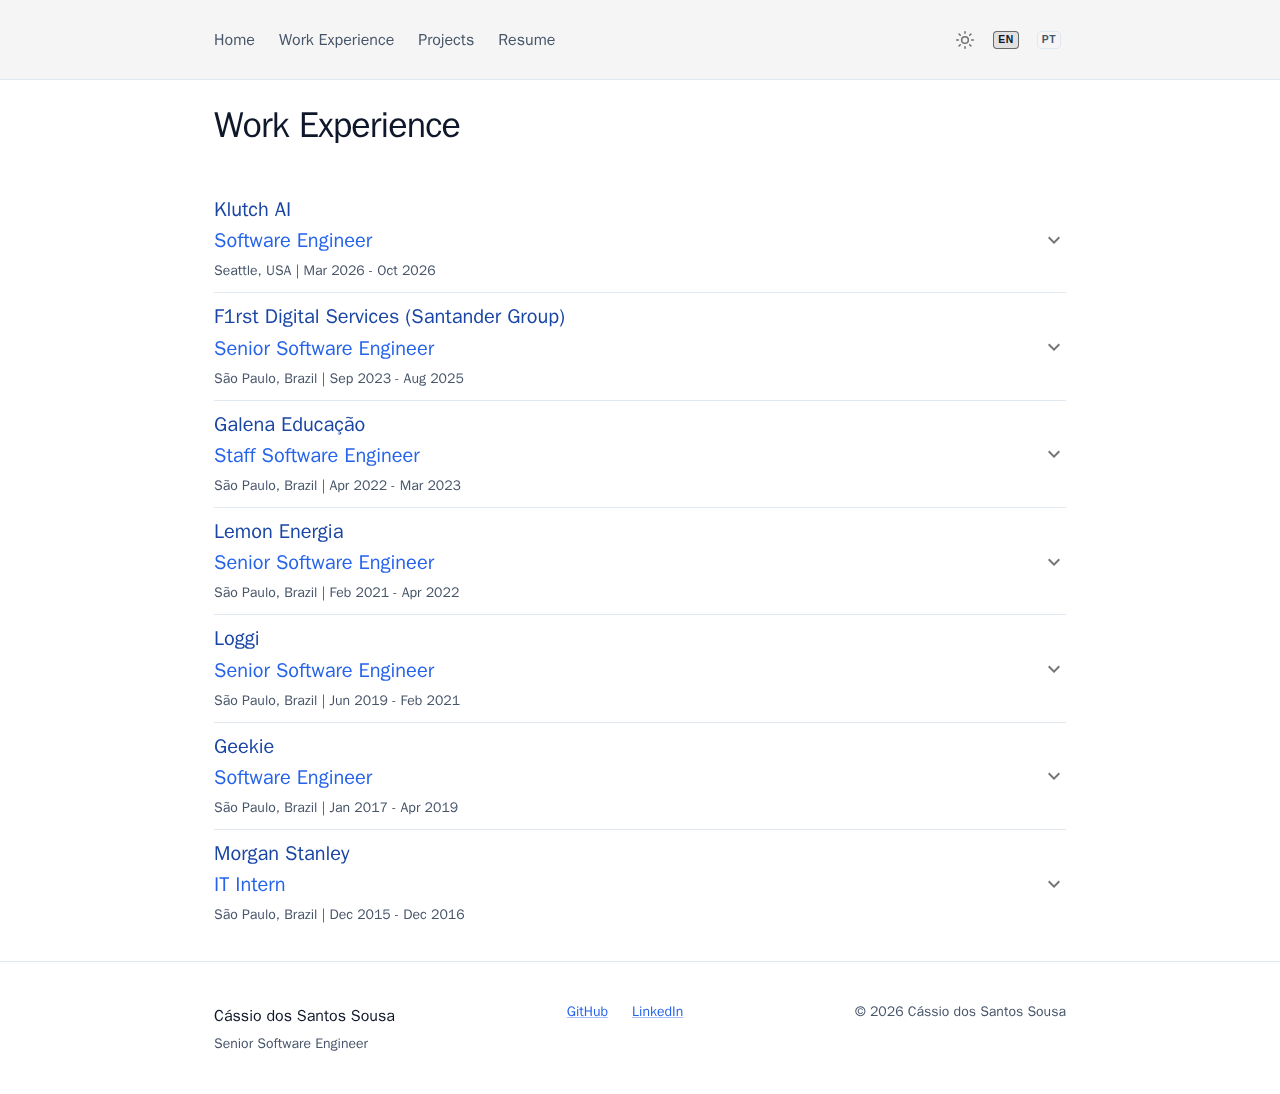 Home Work Experience Projects Resume EN PT
Work Experience
Klutch AI
Software Engineer
Seattle, USA | Mar 2026 - Oct 2026
F1rst Digital Services (Santander Group)
Senior Software Engineer
São Paulo, Brazil | Sep 2023 - Aug 2025
Galena Educação
Staff Software Engineer
São Paulo, Brazil | Apr 2022 - Mar 2023
Lemon Energia
Senior Software Engineer
São Paulo, Brazil | Feb 2021 - Apr 2022
Loggi
Senior Software Engineer
São Paulo, Brazil | Jun 2019 - Feb 2021
Geekie
Software Engineer
São Paulo, Brazil | Jan 2017 - Apr 2019
Morgan Stanley
IT Intern
São Paulo, Brazil | Dec 2015 - Dec 2016
Cássio dos Santos Sousa
Senior Software Engineer
GitHub LinkedIn
© 2026 Cássio dos Santos Sousa